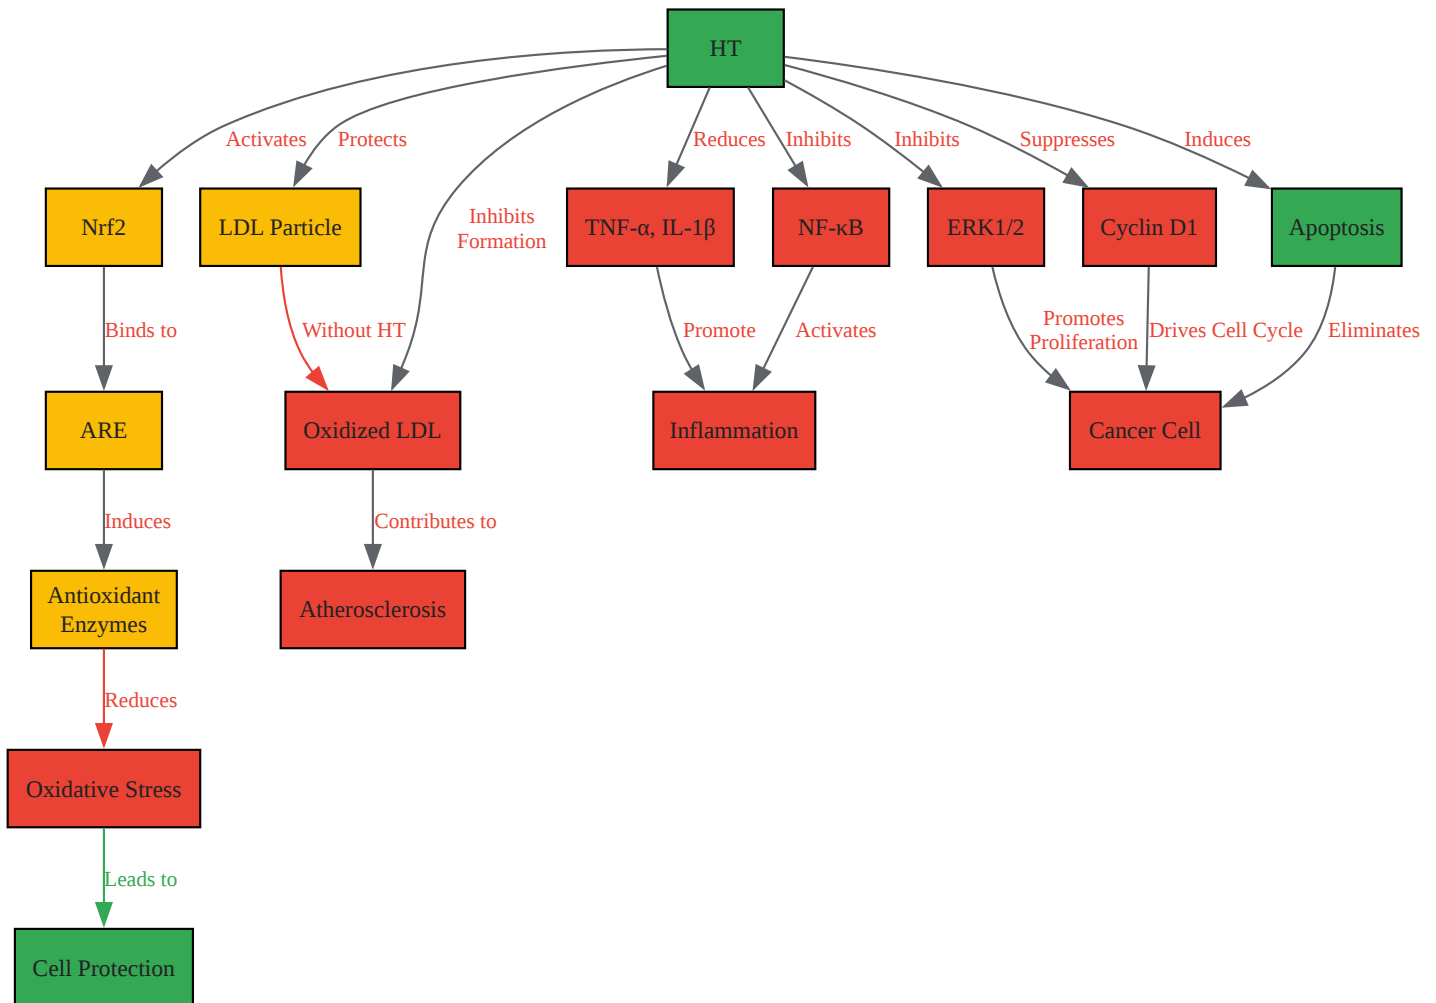 HT
Activates
Protects
Reduces
Inhibits
Inhibits
Suppresses
Induces
Nrf2
LDL Particle
Inhibits
Formation
TNF-α, IL-1β
NF-κB
ERK1/2
Cyclin D1
Apoptosis
Binds to
Without HT
Promote
Activates
Promotes
Proliferation
Drives Cell Cycle
Eliminates
ARE
Oxidized LDL
Inflammation
Cancer Cell
Induces
Contributes to
Antioxidant
Enzymes
Atherosclerosis
Reduces
Oxidative Stress
Leads to
Cell Protection